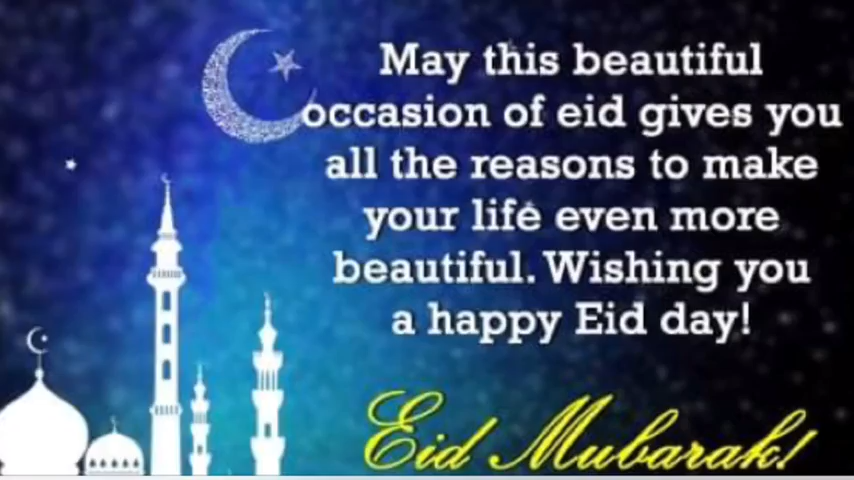 May this beautiful
occasion of eid gives you
all the reasons to make
your life even more
beautiful. Wishing you
a happy Eid day!
Eid Mubarak!